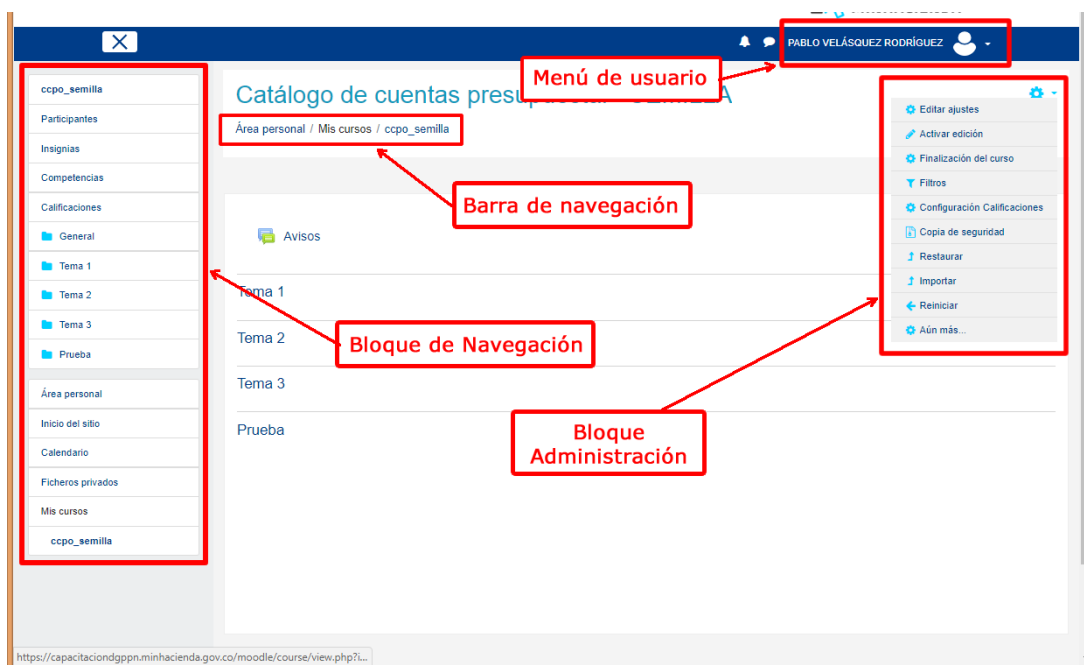 PABLO VELÁSQUEZ RODRÍGUEZ
Menú de usuario
ccpo_semilla
Participantes
Insignias
Competencias
Calificaciones
General
Tema 1
Tema 2
Tema 3
Prueba
Área personal
Inicio del sitio
Calendario
Ficheros privados
Mis cursos
ccpo_semilla
Catálogo de cuentas
Área personal / Mis cursos / ccpo_semilla
Barra de navegación
Avisos
Tema 1
Tema 2
Bloque de Navegación
Tema 3
Prueba
Bloque
Administración
Editar ajustes
Activar edición
Finalización del curso
Filtros
Configuración Calificaciones
Copia de seguridad
Restaurar
Importar
Reiniciar
Aún más...
https://capacitaciondgppn.minhacienda.gov.co/moodle/course/view.php?i...